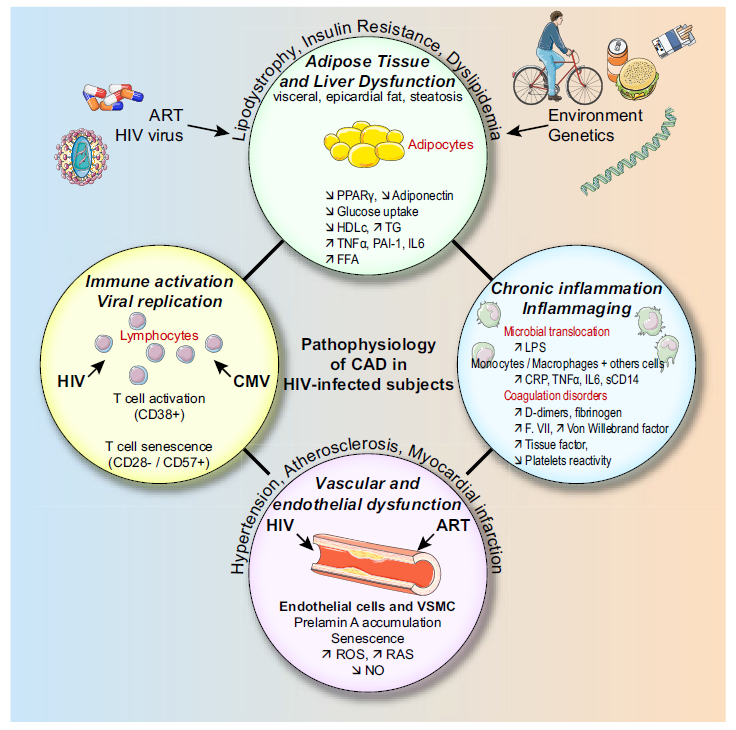 Lipodystrophy, Insulin Resistance, Dyslipidemia
Adipose Tissue
and Liver Dysfunction
visceral, epicardial fat, steatosis
Adipocytes
↘ PPARγ, ↘ Adiponectin
↘ Glucose uptake
↘ HDLc, ↗ TG
↗ TNFα, PAI-1, IL6
↗ FFA
ART
HIV virus
Environment
Genetics
Immune activation
Viral replication
Lymphocytes
HIV
CMV
T cell activation
(CD38+)
T cell senescence
(CD28- / CD57+)
Pathophysiology
of CAD in
HIV-infected subjects
Chronic inflammation
Inflammaging
Microbial translocation
↗ LPS
Monocytes / Macrophages + others cells
↗ CRP, TNFα, IL6, sCD14
Coagulation disorders
↗ D-dimers, fibrinogen
↗ F. VII, ↗ Von Willebrand factor
↗ Tissue factor,
↘ Platelets reactivity
Hypertension, Atherosclerosis, Myocardial infarction
Vascular and
endothelial dysfunction
HIV
ART
Endothelial cells and VSMC
Prelamin A accumulation
Senescence
↗ ROS, ↗ RAS
↘ NO